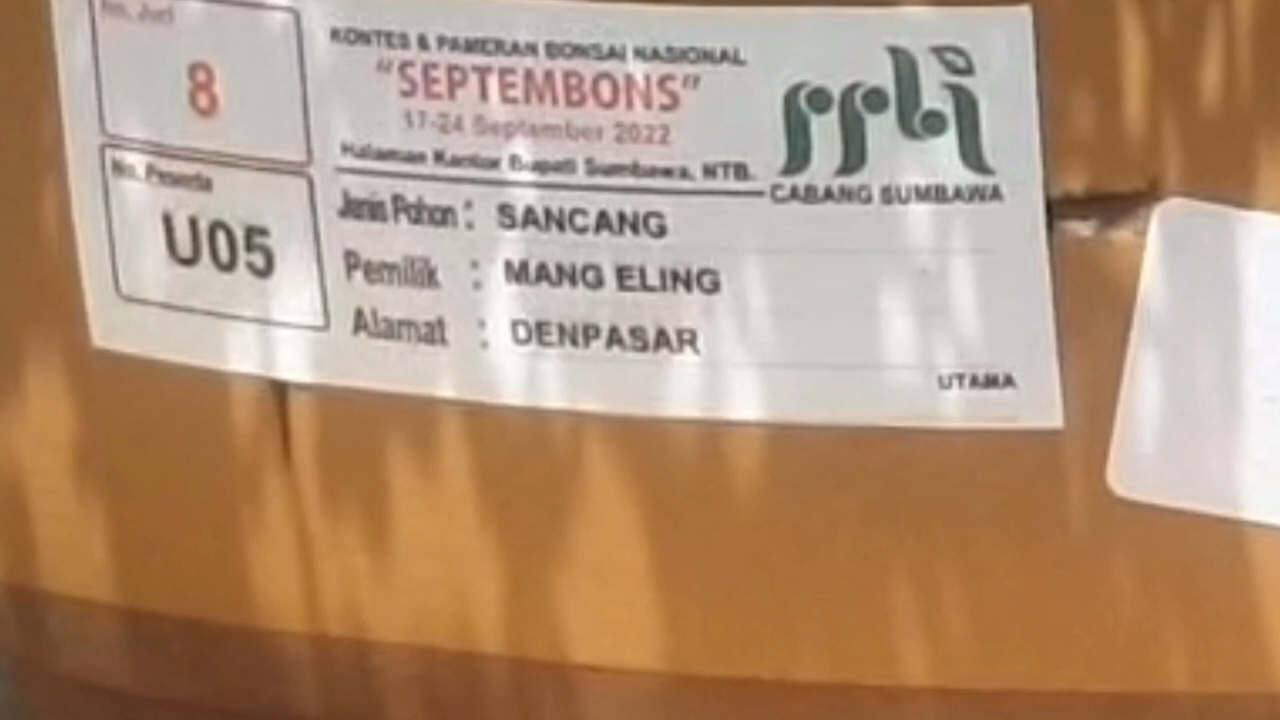 No. Juri
8
No. Peserta
U05
KONTES & PAMERAN BONSAI NASIONAL
"SEPTEMBONS"
17-24 September 2022
Halaman Kantor Bupati Sumbawa, NTB.
ppbi
CABANG SUMBAWA
Jenis Pohon : SANCANG
Pemilik : MANG ELING
Alamat : DENPASAR
UTAMA